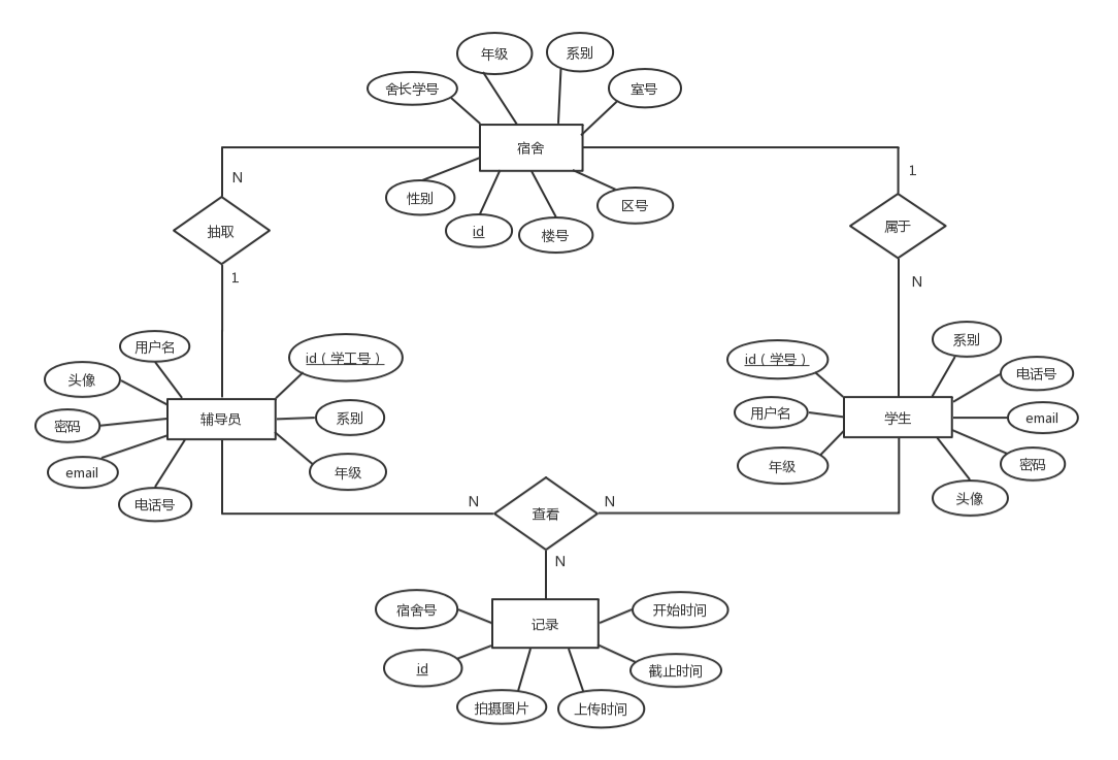 年级
系别
舍长学号
室号
宿舍
性别
区号
id
楼号
N
1
抽取
属于
1
N
用户名
id（学工号）
头像
密码
辅导员
系别
email
年级
电话号
系别
id（学号）
电话号
用户名
学生
email
年级
密码
头像
N
N
查看
N
宿舍号
记录
开始时间
id
截止时间
拍摄图片
上传时间